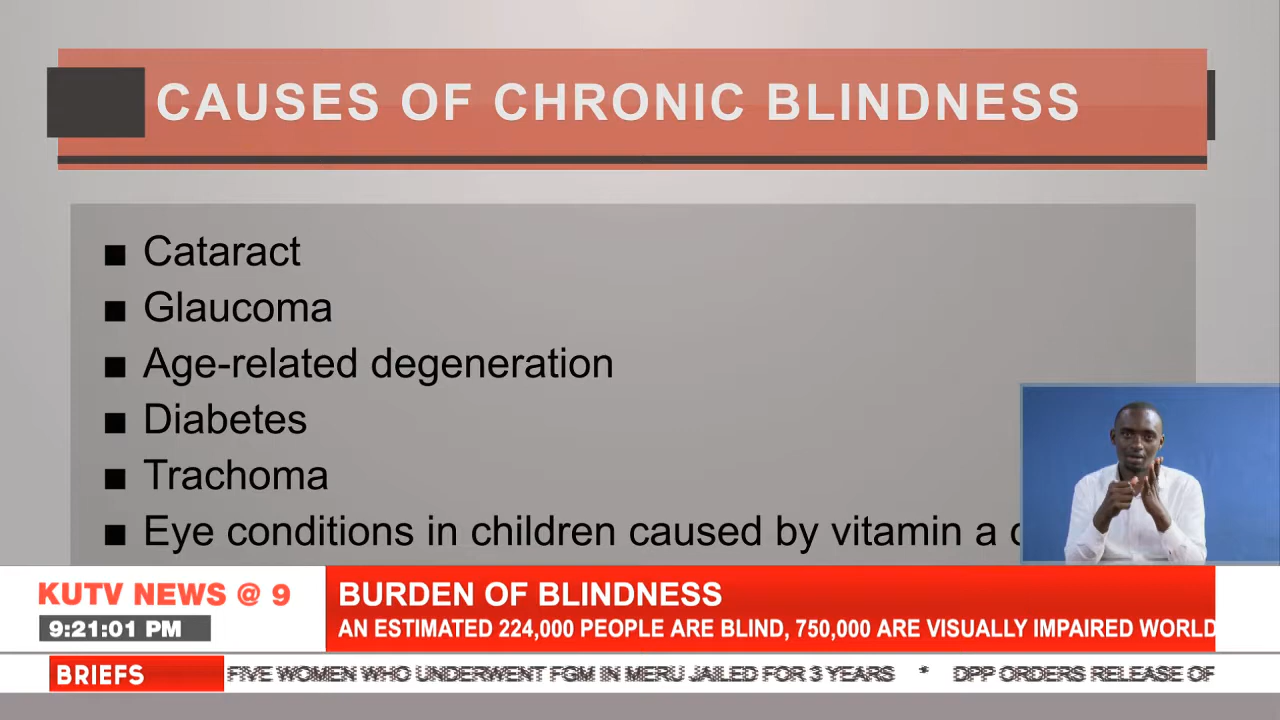 CAUSES OF CHRONIC BLINDNESS
■ Cataract
■ Glaucoma
■ Age-related degeneration
■ Diabetes
■ Trachoma
■ Eye conditions in children caused by vitamin a
KUTV NEWS @ 9
9:21:01 PM
BURDEN OF BLINDNESS
AN ESTIMATED 224,000 PEOPLE ARE BLIND, 750,000 ARE VISUALLY IMPAIRED WORLD
BRIEFS
FIVE WOMEN WHO UNDERWENT FGM IN MERU JAILED FOR 3 YEARS * DPP ORDERS RELEASE OF